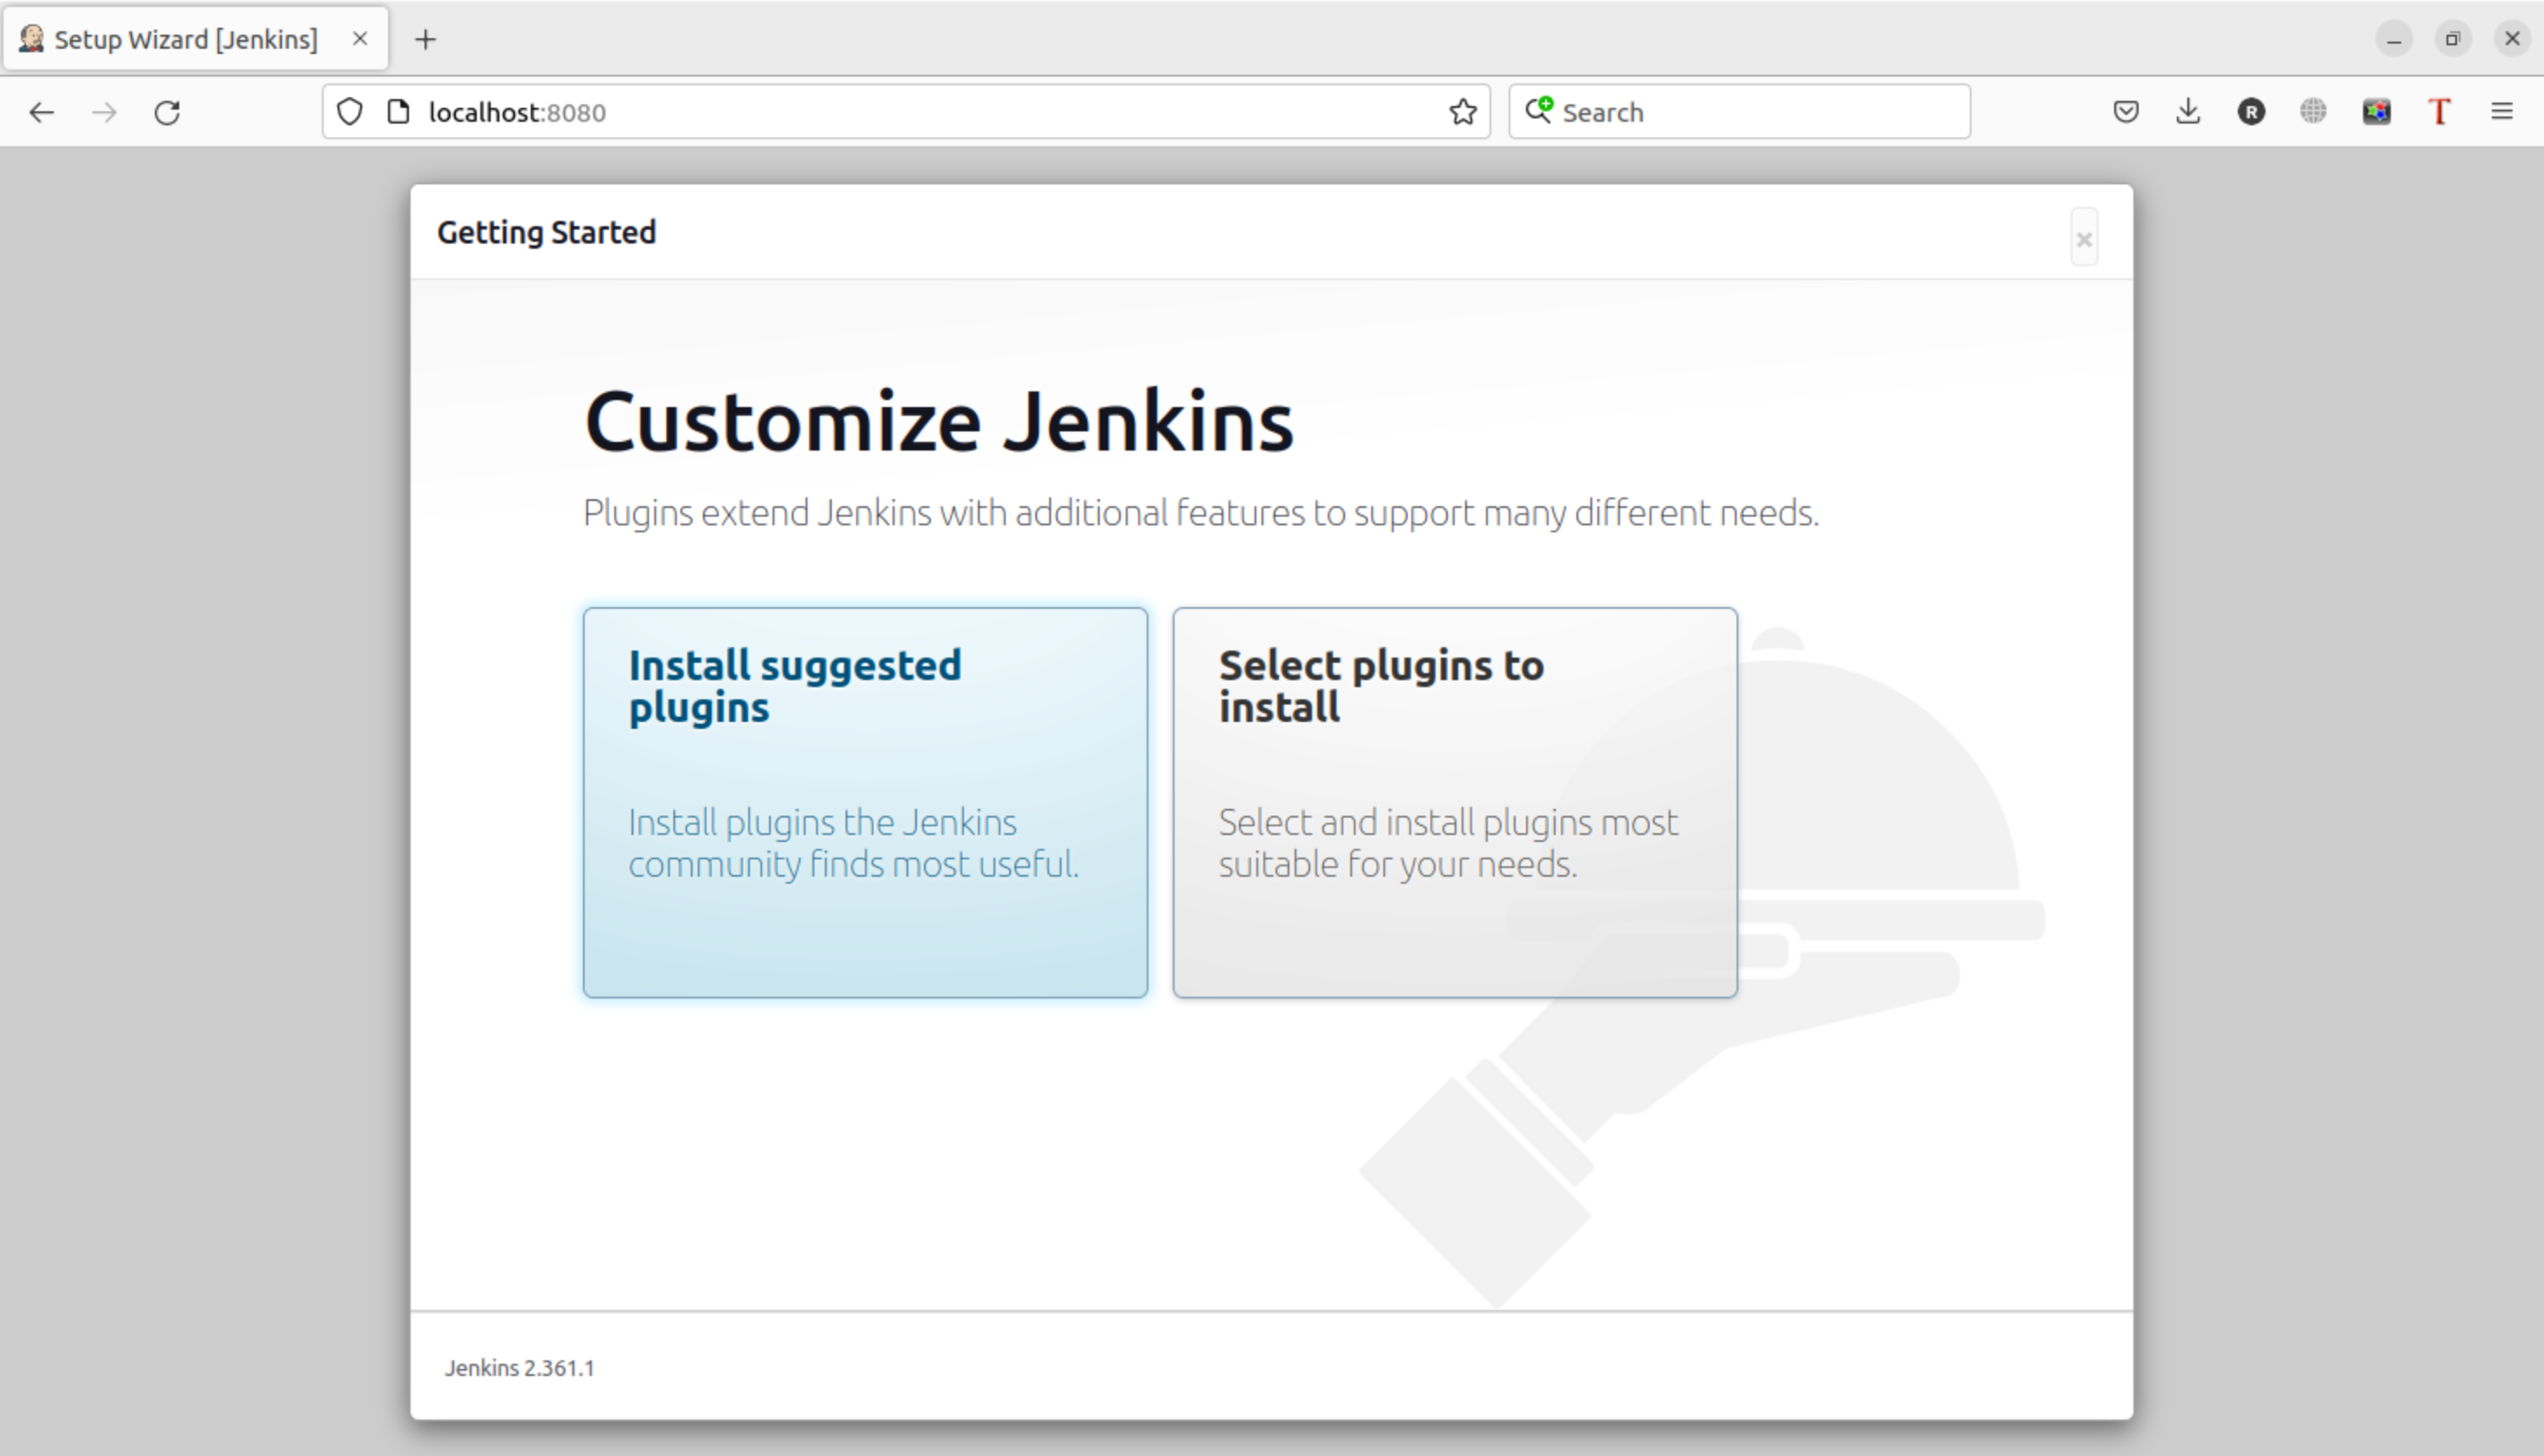 Setup Wizard [Jenkins]
localhost:8080
Search
Getting Started
Customize Jenkins
Plugins extend Jenkins with additional features to support many different needs.
Install suggested
plugins
Install plugins the Jenkins
community finds most useful.
Select plugins to
install
Select and install plugins most
suitable for your needs.
Jenkins 2.361.1